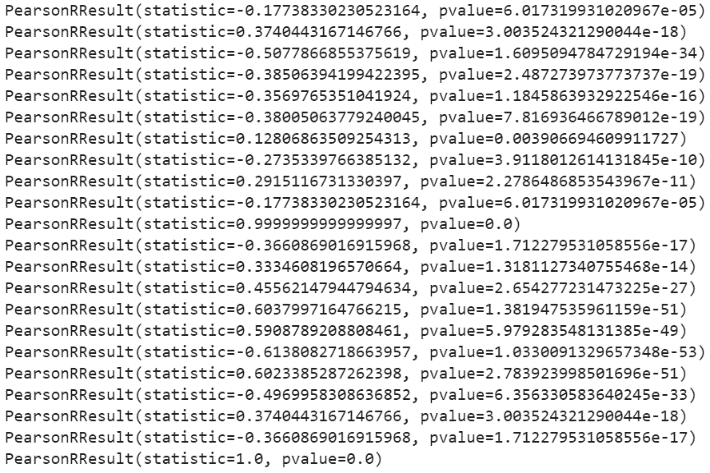 PearsonRResult(statistic=-0.17738330230523164, pvalue=6.017319931020967e-05)
PearsonRResult(statistic=0.3740443167146766, pvalue=3.003524321290044e-18)
PearsonRResult(statistic=-0.5077866855375619, pvalue=1.6095094784729194e-34)
PearsonRResult(statistic=-0.38506394199422395, pvalue=2.487273973773737e-19)
PearsonRResult(statistic=-0.3569765351041924, pvalue=1.1845863932922546e-16)
PearsonRResult(statistic=-0.38005063779240045, pvalue=7.816936466789012e-19)
PearsonRResult(statistic=0.12806863509254313, pvalue=0.003906694609911727)
PearsonRResult(statistic=-0.2735339766385132, pvalue=3.9118012614131845e-10)
PearsonRResult(statistic=0.2915116731330397, pvalue=2.2786486853543967e-11)
PearsonRResult(statistic=-0.17738330230523164, pvalue=6.017319931020967e-05)
PearsonRResult(statistic=0.9999999999999997, pvalue=0.0)
PearsonRResult(statistic=-0.3660869016915968, pvalue=1.712279531058556e-17)
PearsonRResult(statistic=0.3334608196570664, pvalue=1.3181127340755468e-14)
PearsonRResult(statistic=0.45562147944794634, pvalue=2.654277231473225e-27)
PearsonRResult(statistic=0.6037997164766215, pvalue=1.381947535961159e-51)
PearsonRResult(statistic=0.5908789208808461, pvalue=5.979283548131385e-49)
PearsonRResult(statistic=-0.6138082718663957, pvalue=1.0330091329657348e-53)
PearsonRResult(statistic=0.6023385287262398, pvalue=2.783923998501696e-51)
PearsonRResult(statistic=-0.4969958308636852, pvalue=6.356330583640245e-33)
PearsonRResult(statistic=0.3740443167146766, pvalue=3.003524321290044e-18)
PearsonRResult(statistic=-0.3660869016915968, pvalue=1.712279531058556e-17)
PearsonRResult(statistic=1.0, pvalue=0.0)